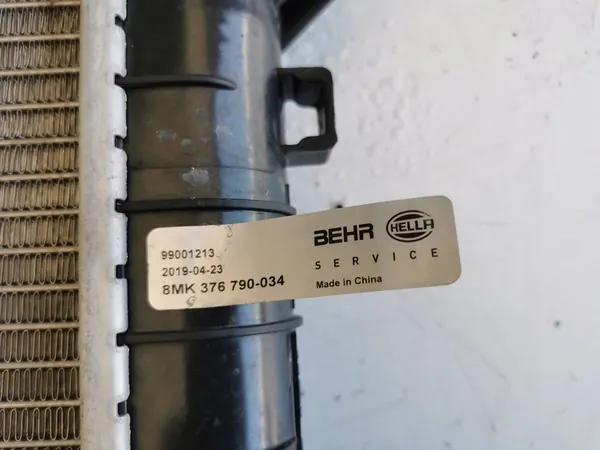 99001213
2019-04-23
8MK 376 790-034
BEHR HELLA
SERVICE
Made in China